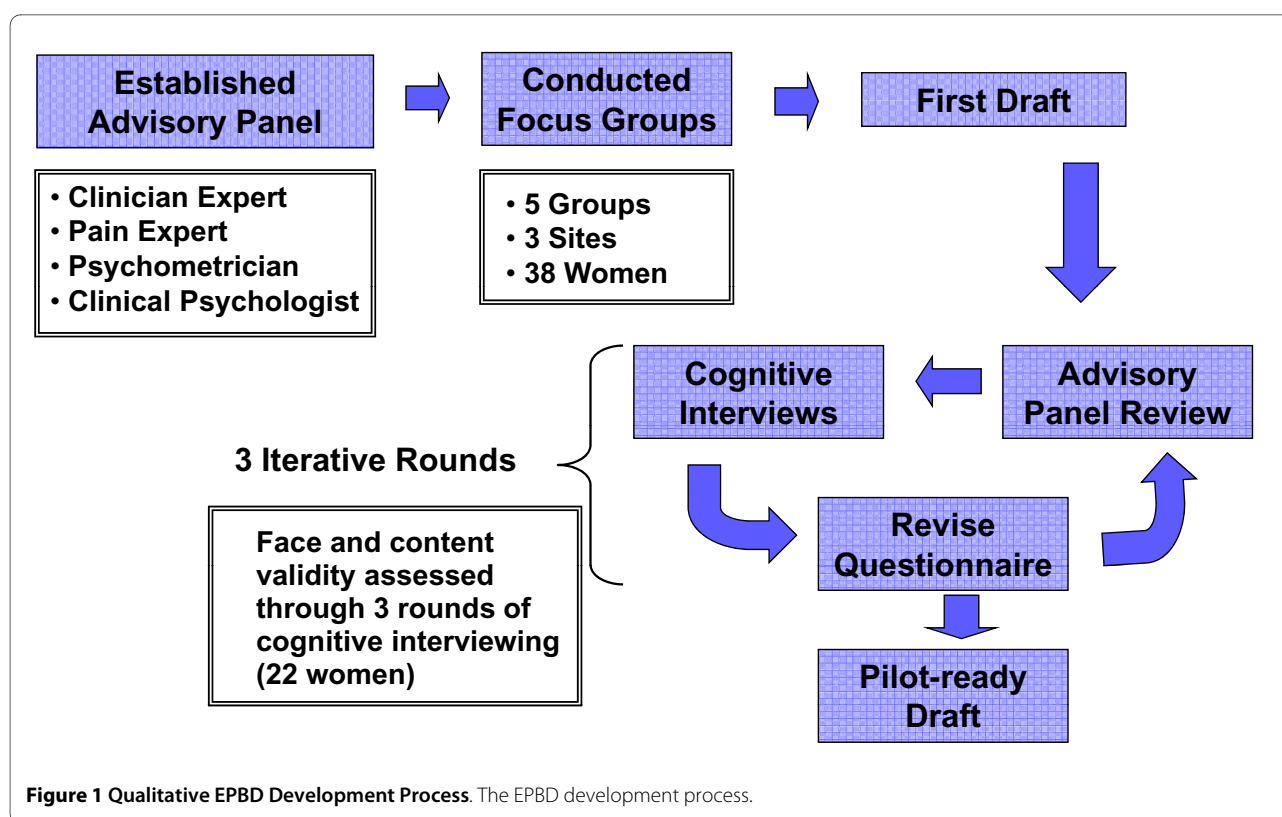 Established
Advisory Panel
Conducted
Focus Groups
First Draft
• Clinician Expert
• Pain Expert
• Psychometrician
• Clinical Psychologist
• 5 Groups
• 3 Sites
• 38 Women
Cognitive
Interviews
Advisory
Panel Review
3 Iterative Rounds
Face and content
validity assessed
through 3 rounds of
cognitive interviewing
(22 women)
Revise
Questionnaire
Pilot-ready
Draft
Figure 1 Qualitative EPBD Development Process. The EPBD development process.